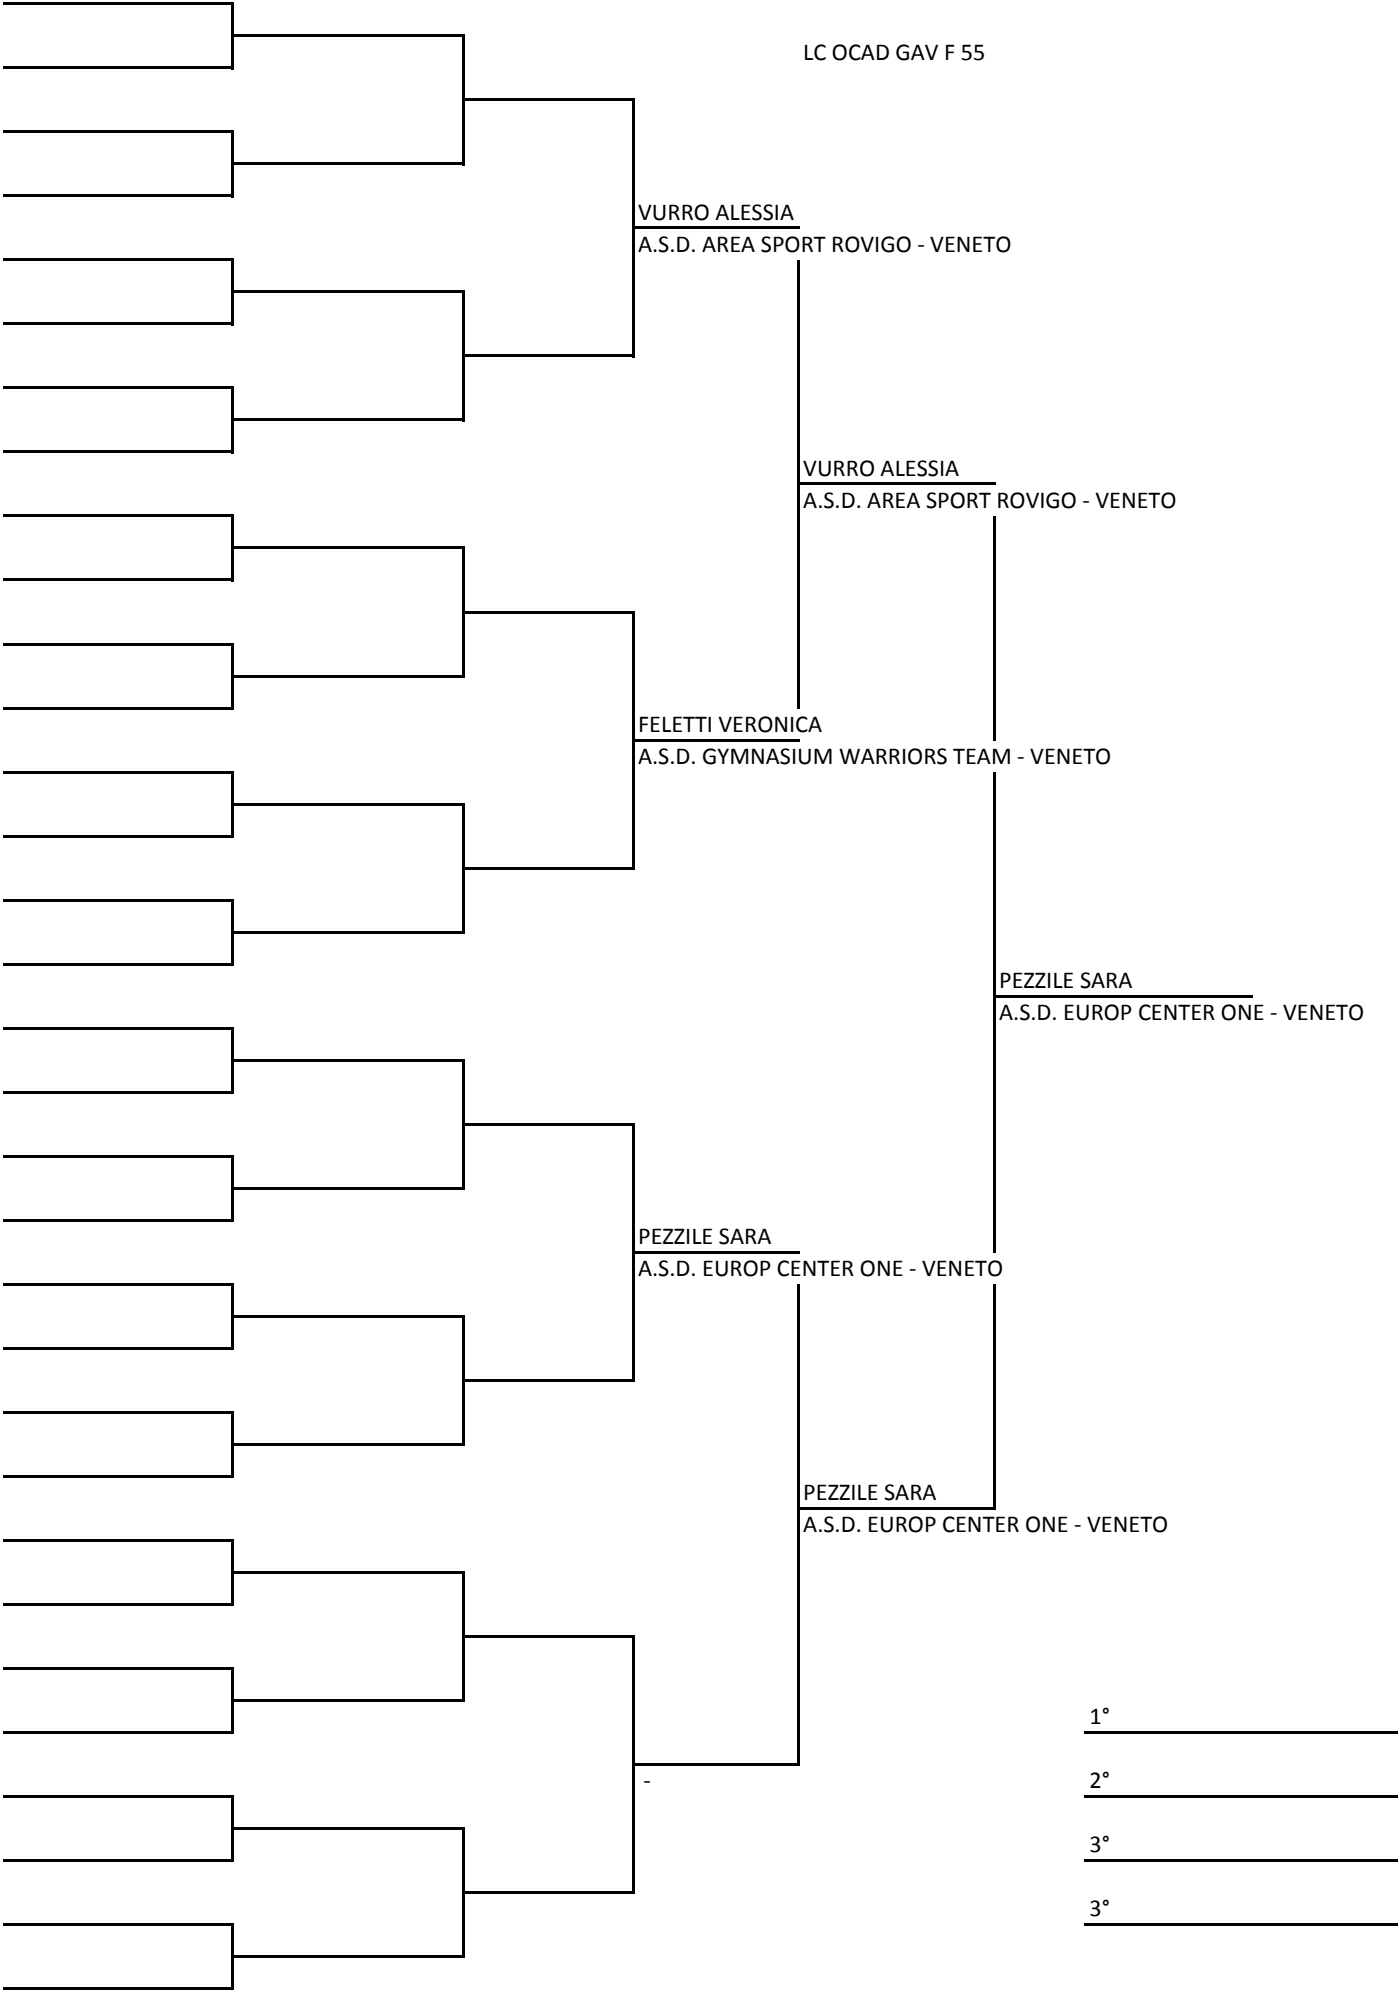 LC OCAD GAV F 55
VURRO ALESSIA
A.S.D. AREA SPORT ROVIGO - VENETO
VURRO ALESSIA
A.S.D. AREA SPORT ROVIGO - VENETO
FELETTI VERONICA
A.S.D. GYMNASIUM WARRIORS TEAM - VENETO
PEZZILE SARA
A.S.D. EUROP CENTER ONE - VENETO
PEZZILE SARA
A.S.D. EUROP CENTER ONE - VENETO
PEZZILE SARA
A.S.D. EUROP CENTER ONE - VENETO
1°
-
2°
3°
3°